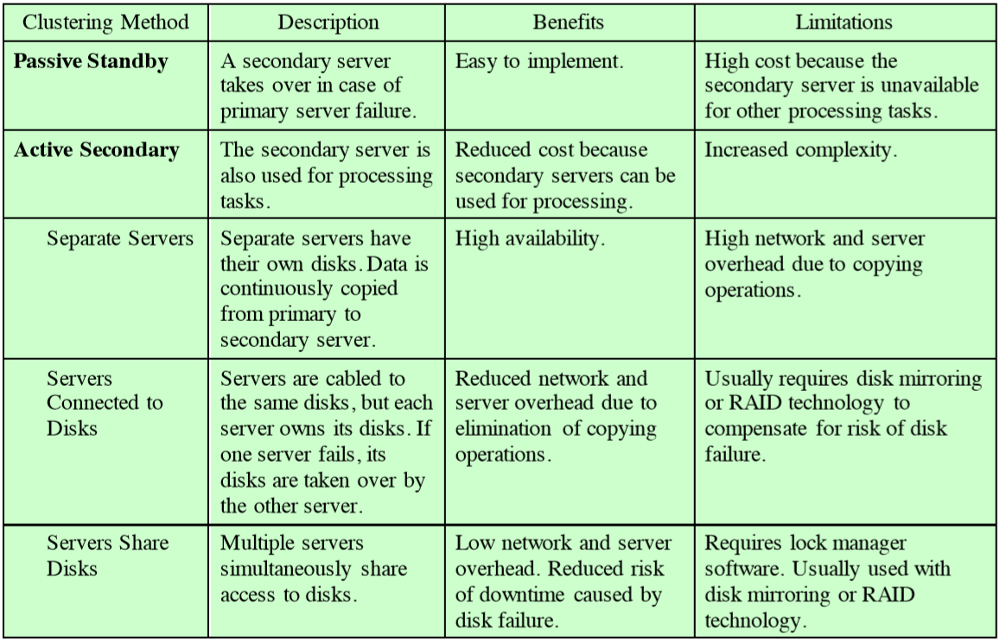 Clustering Method
Description
Benefits
Limitations
Passive Standby
A secondary server
takes over in case of
primary server failure.
Easy to implement.
High cost because the
secondary server is unavailable
for other processing tasks.
Active Secondary
The secondary server is
also used for processing
tasks.
Reduced cost because
secondary servers can be
used for processing.
Increased complexity.
Separate Servers
Separate servers have
their own disks. Data is
continuously copied
from primary to
secondary server.
High availability.
High network and server
overhead due to copying
operations.
Servers
Connected to
Disks
Servers are cabled to
the same disks, but each
server owns its disks. If
one server fails, its
disks are taken over by
the other server.
Reduced network and
server overhead due to
elimination of copying
operations.
Usually requires disk mirroring
or RAID technology to
compensate for risk of disk
failure.
Servers Share
Disks
Multiple servers
simultaneously share
access to disks.
Low network and server
overhead. Reduced risk
of downtime caused by
disk failure.
Requires lock manager
software. Usually used with
disk mirroring or RAID
technology.